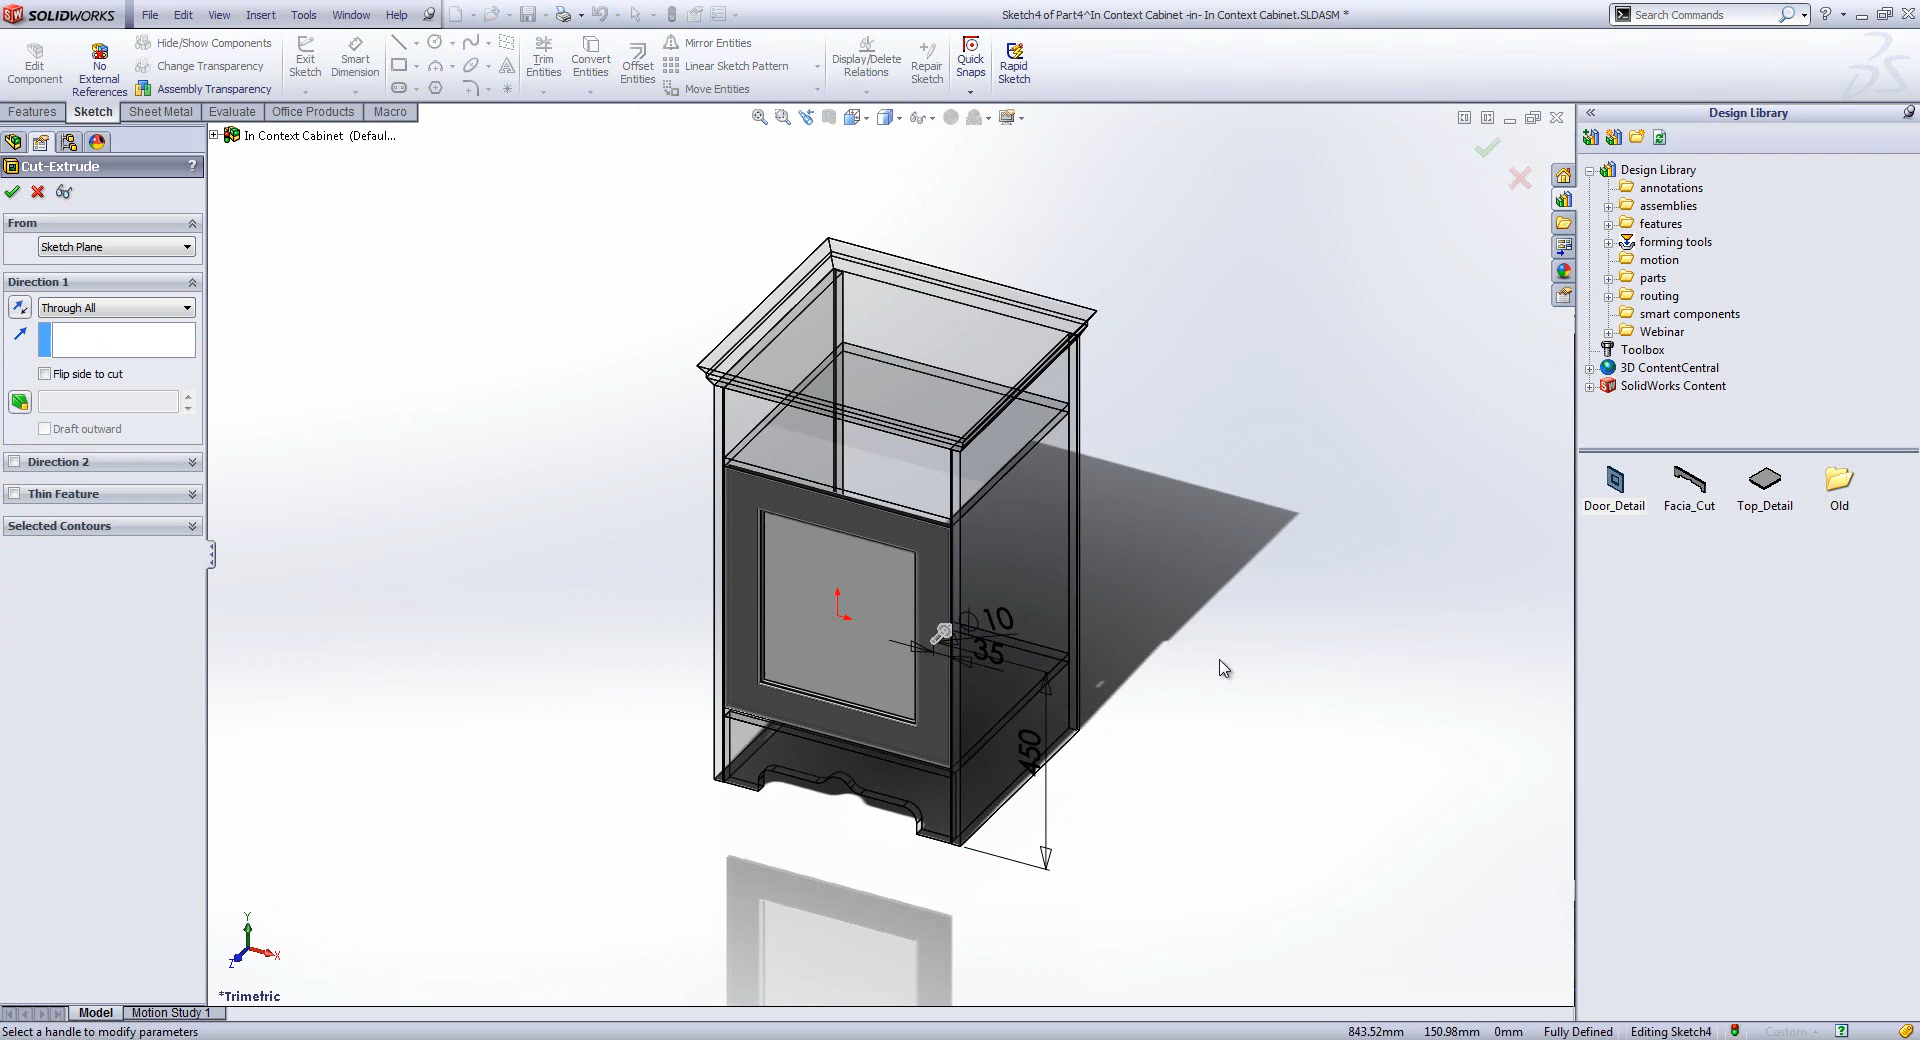 SOLIDWORKS File Edit View Insert Tools Window Help Sketch4 of Part4^In Context Cabinet -in- In Context Cabinet.SLDASM * Search Commands
Edit Component
No External References
Hide/Show Components
Change Transparency
Assembly Transparency
Exit Sketch
Smart Dimension
Trim Entities
Convert Entities
Offset Entities
Mirror Entities
Linear Sketch Pattern
Move Entities
Display/Delete Relations
Repair Sketch
Quick Snaps
Rapid Sketch
Features Sketch Sheet Metal Evaluate Office Products Macro
Cut-Extrude ?
From
Sketch Plane
Direction 1
Through All
Flip side to cut
Draft outward
Direction 2
Thin Feature
Selected Contours
In Context Cabinet (Defaul...
10
35
450
Y
X
Z
*Trimetric
Design Library
Design Library
annotations
assemblies
features
forming tools
motion
parts
routing
smart components
Webinar
Toolbox
3D ContentCentral
SolidWorks Content
Door_Detail Facia_Cut Top_Detail Old
Model Motion Study 1
Select a handle to modify parameters 843.52mm 150.98mm 0mm Fully Defined Editing Sketch4 Custom